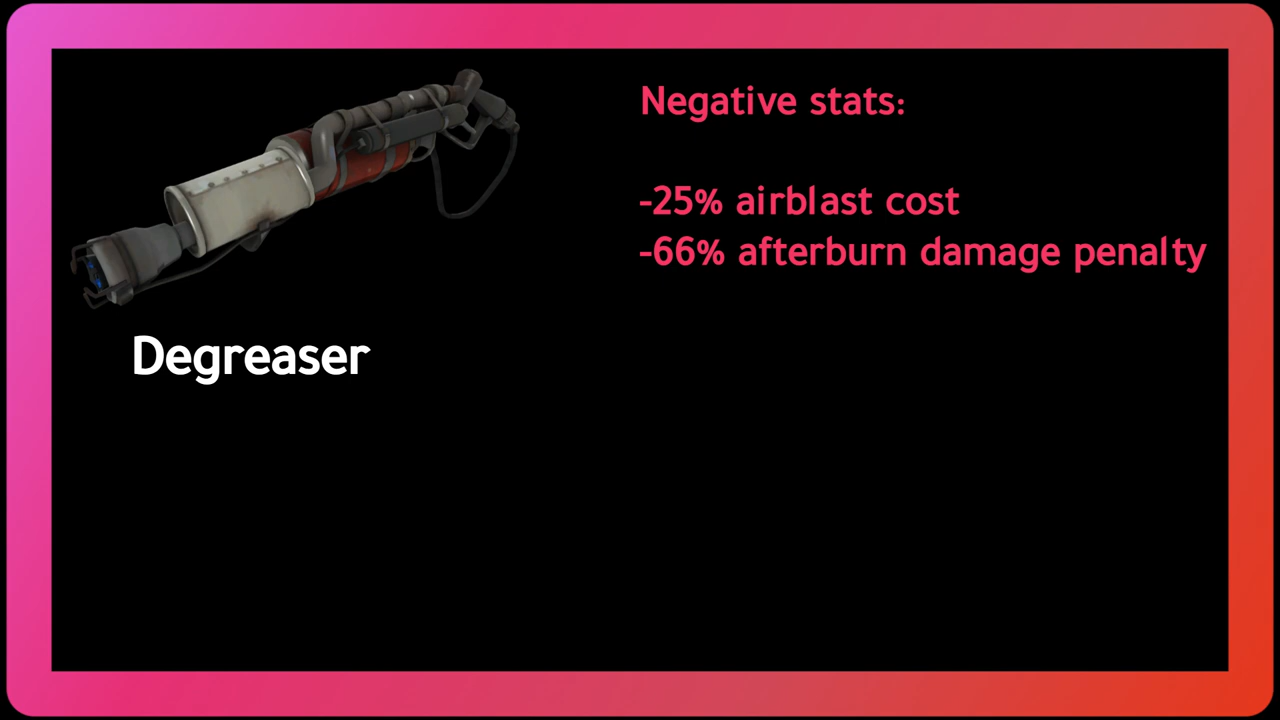 Negative stats:
-25% airblast cost
-66% afterburn damage penalty
Degreaser